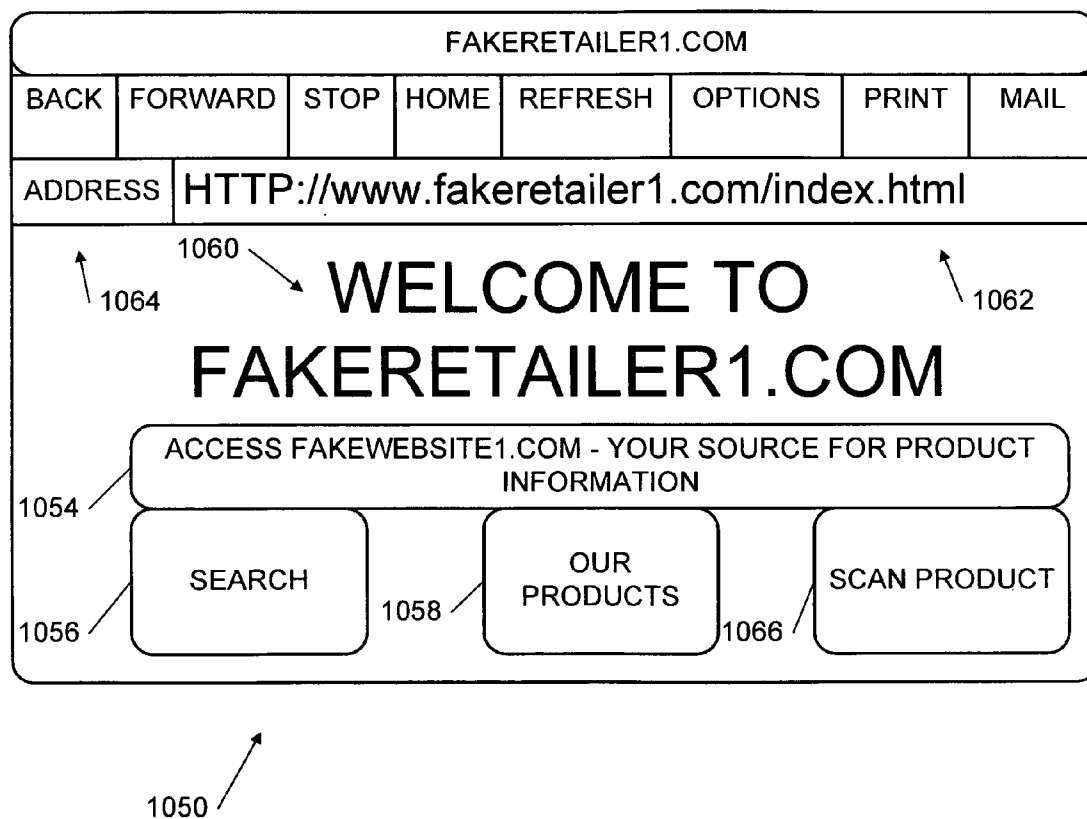 FAKERETAILER1.COM
BACK FORWARD STOP HOME REFRESH OPTIONS PRINT MAIL
ADDRESS HTTP://www.fakeretailer1.com/index.html
1060
1064
1062
WELCOME TO
FAKERETAILER1.COM
ACCESS FAKEWEBSITE1.COM - YOUR SOURCE FOR PRODUCT
INFORMATION
1054
SEARCH
OUR
PRODUCTS
SCAN PRODUCT
1056
1058
1066
1050